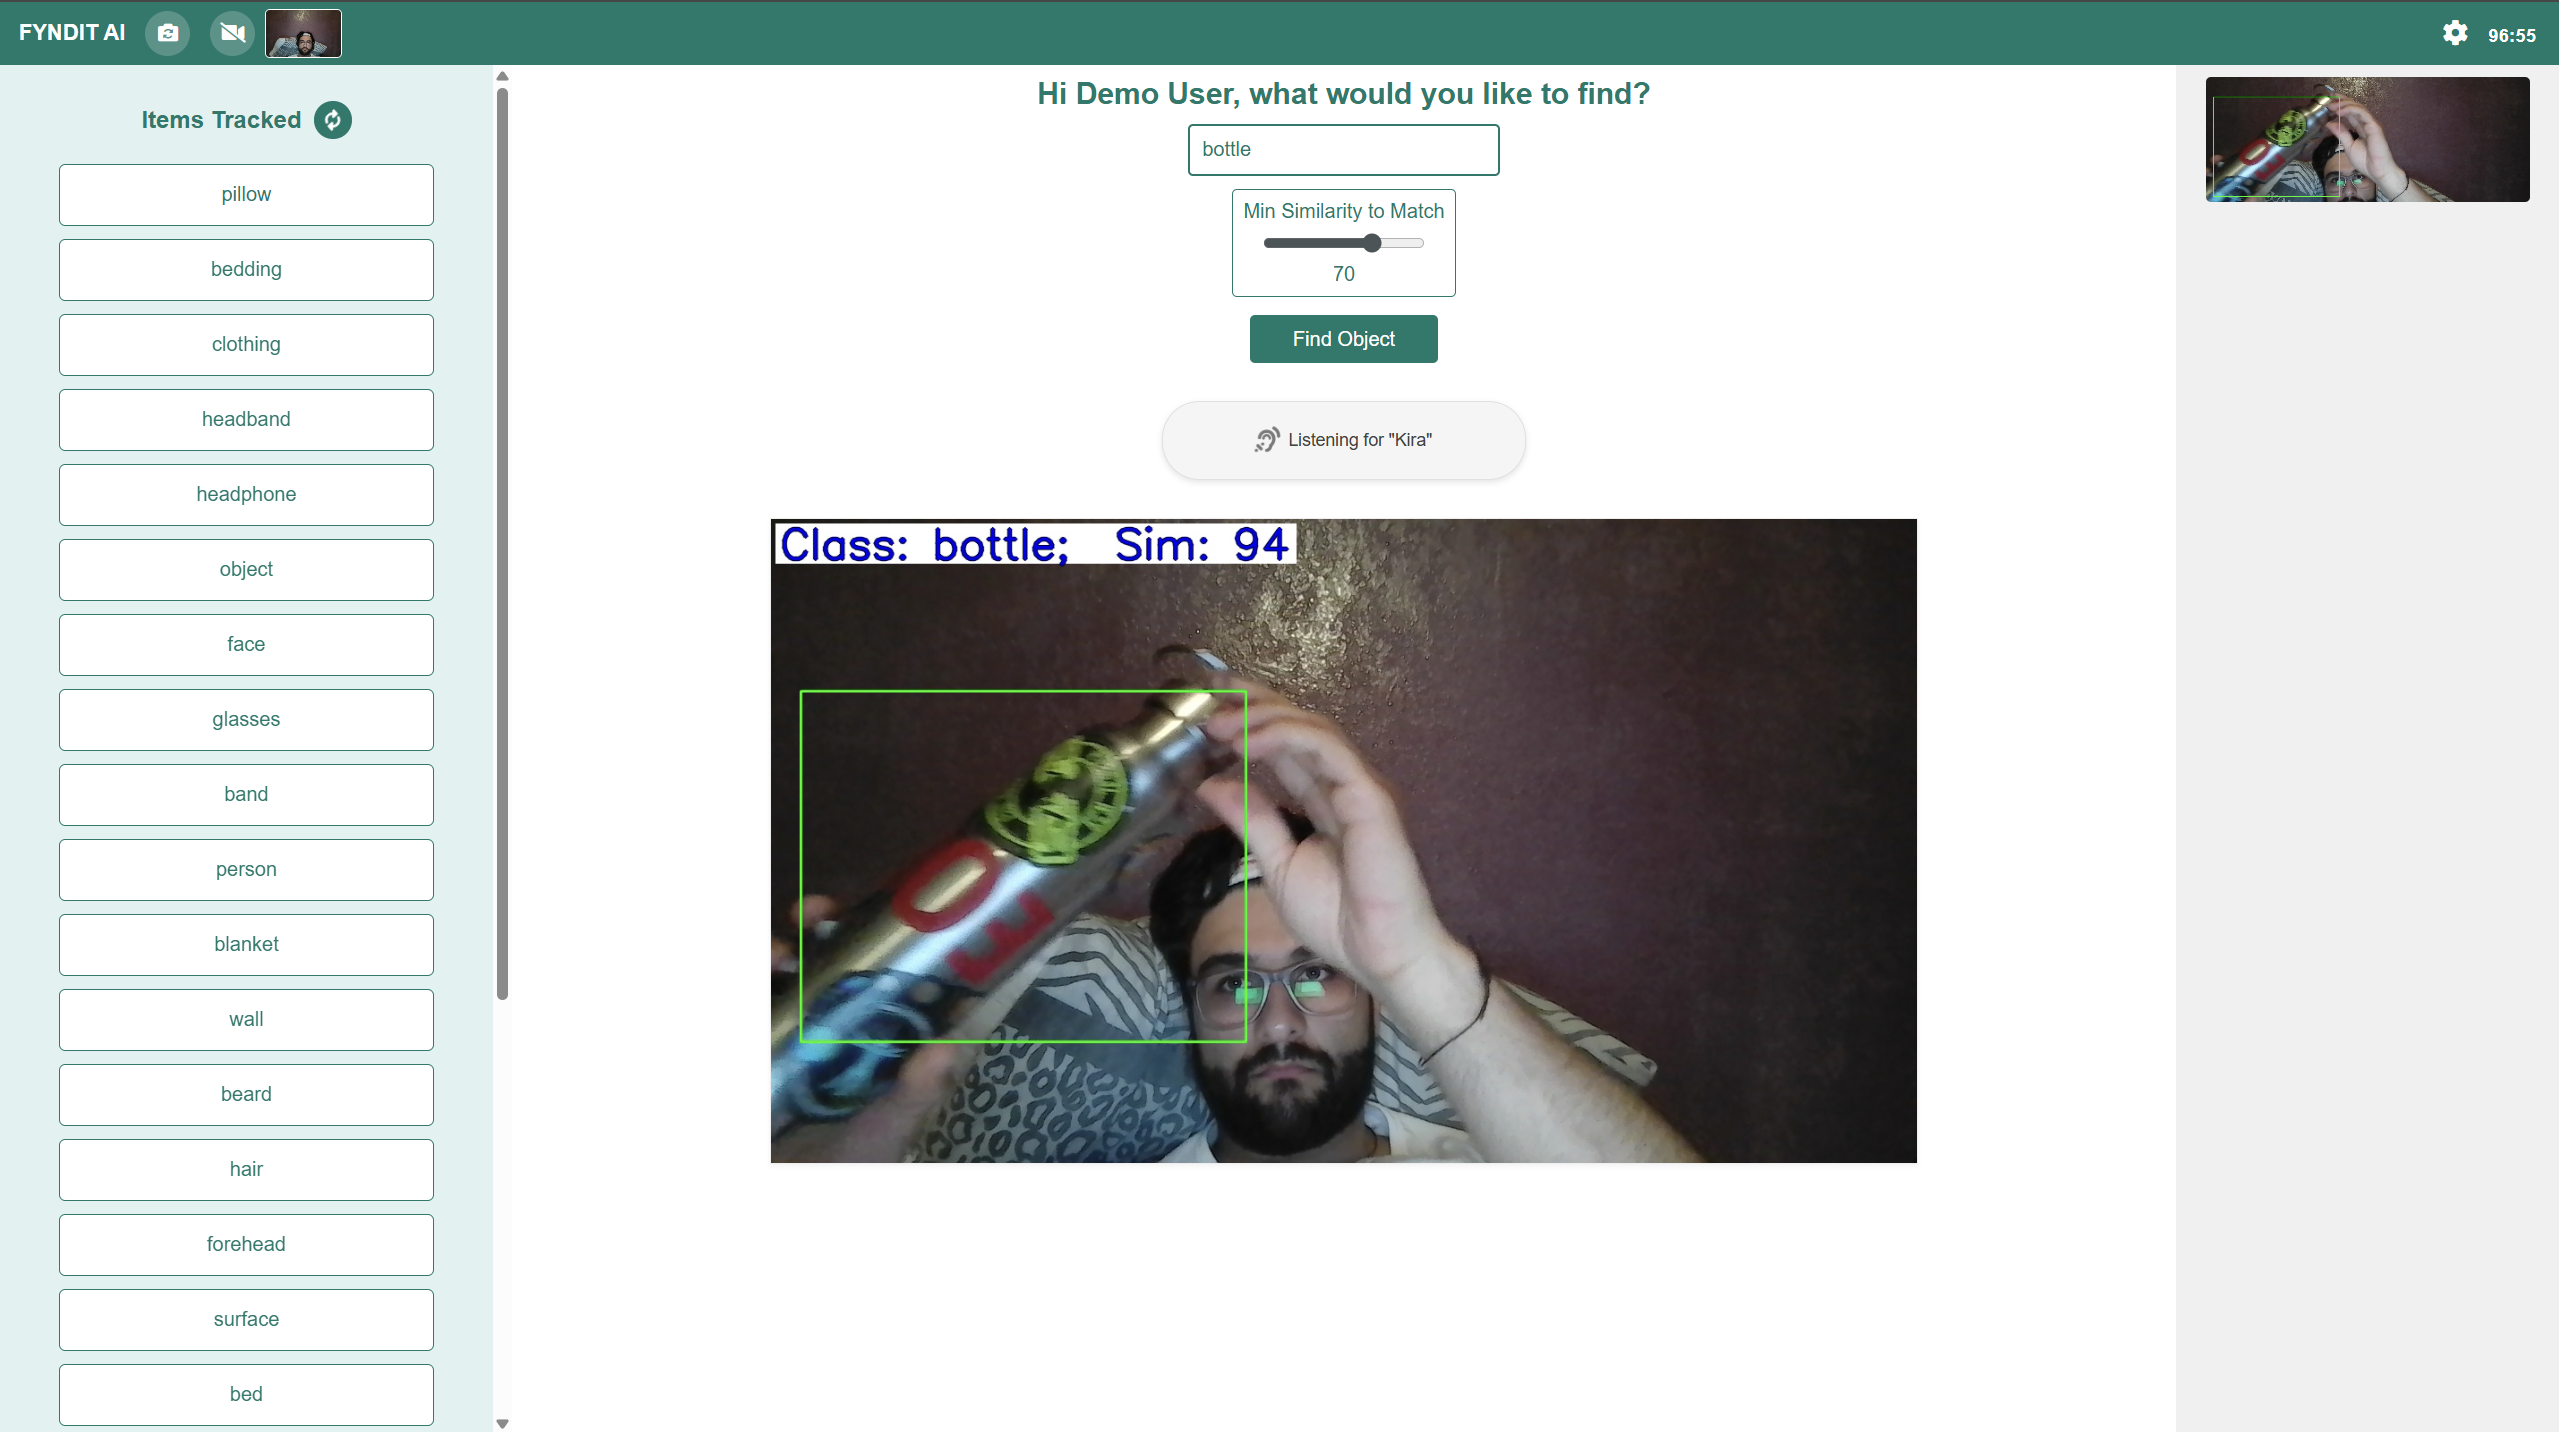 FYNDIT AI
96:55
Items Tracked
pillow
bedding
clothing
headband
headphone
object
face
glasses
band
person
blanket
wall
beard
hair
forehead
surface
bed
Hi Demo User, what would you like to find?
bottle
Min Similarity to Match
70
Find Object
Listening for "Kira"
Class: bottle; Sim: 94